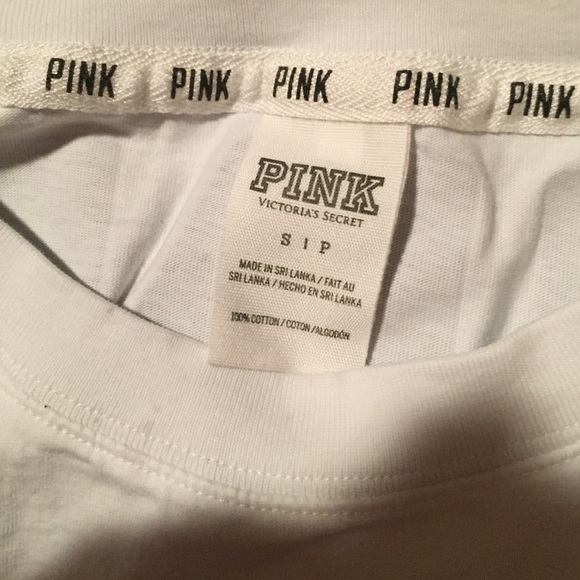 PINK PINK PINK PINK PINK
PINK
VICTORIA'S SECRET
S | P
MADE IN SRI LANKA / FAIT AU
SRI LANKA / HECHO EN SRI LANKA
100% COTTON / COTON / ALGODÓN